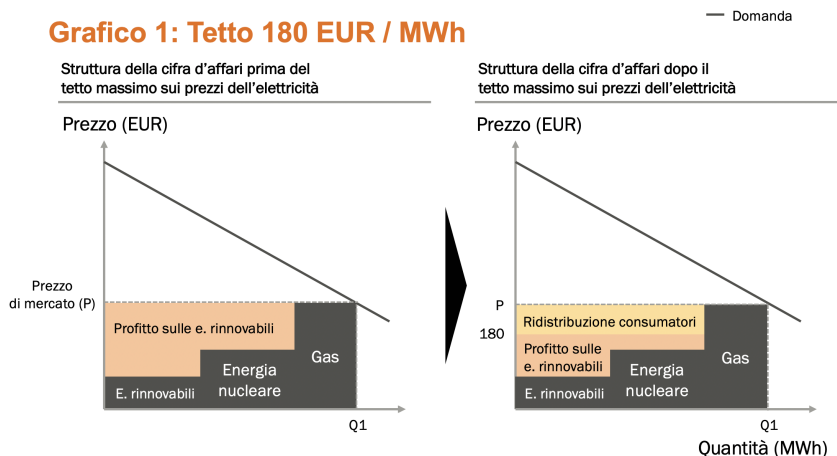 Domanda
Grafico 1: Tetto 180 EUR / MWh
Struttura della cifra d'affari prima del
tetto massimo sui prezzi dell'elettricità
Prezzo (EUR)
Prezzo
di mercato (P)
Profitto sulle e. rinnovabili
E. rinnovabili
Energia
nucleare
Gas
Q1
Struttura della cifra d'affari dopo il
tetto massimo sui prezzi dell'elettricità
Prezzo (EUR)
P
180
Ridistribuzione consumatori
Profitto sulle
e. rinnovabili
E. rinnovabili
Energia
nucleare
Gas
Q1
Quantità (MWh)